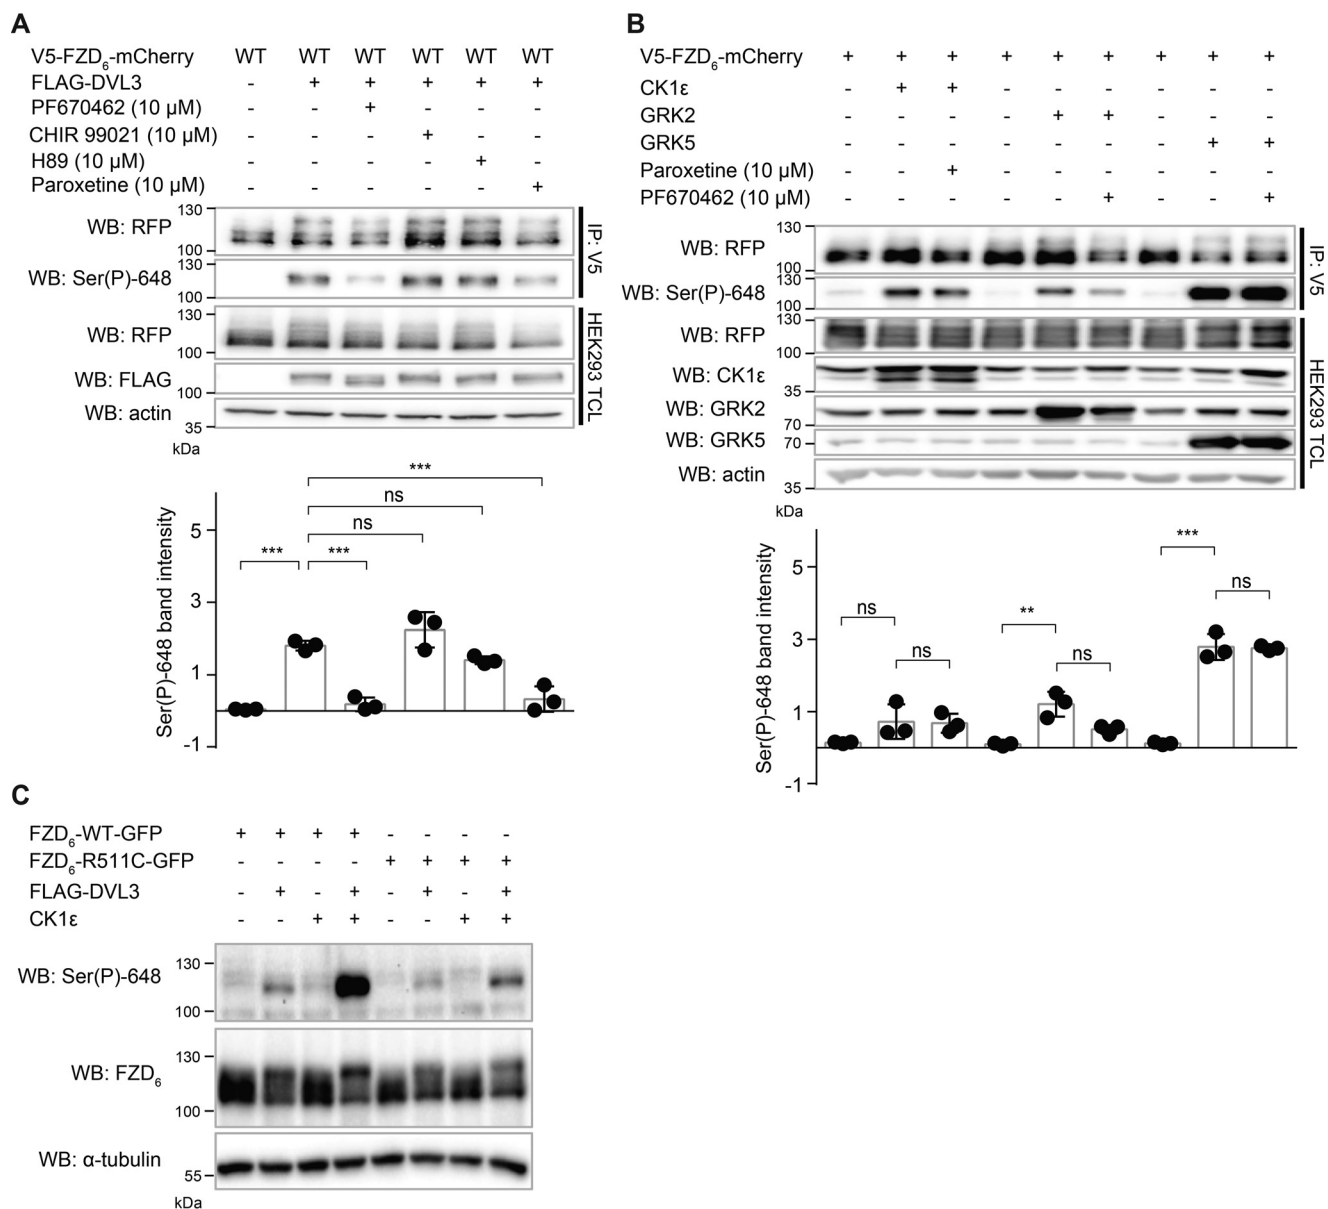 A
V5-FZD6-mCherry WT WT WT WT WT WT
FLAG-DVL3 - + + + + +
PF670462 (10 µM) - - + - - -
CHIR 99021 (10 µM) - - - + - -
H89 (10 µM) - - - - + -
Paroxetine (10 µM) - - - - - +
WB: RFP 130 100
WB: Ser(P)-648 130 100
IP: V5
WB: RFP 130 100
WB: FLAG 100
WB: actin 35
HEK293 TCL
kDa
Ser(P)-648 band intensity
5
3
1
-1
***
ns
ns
*** ***
B
V5-FZD6-mCherry + + + + + + + + +
CK1ε - + + - - - - - -
GRK2 - - - - + + - - -
GRK5 - - - - - - - + +
Paroxetine (10 µM) - - + - - - - - -
PF670462 (10 µM) - - - - - + - - +
WB: RFP 130 100
WB: Ser(P)-648 130 100
IP: V5
WB: RFP 130 100
WB: CK1ε 35
WB: GRK2 70
WB: GRK5 70
WB: actin 35
HEK293 TCL
kDa
Ser(P)-648 band intensity
5
3
1
-1
ns
ns
**
ns
***
ns
C
FZD6-WT-GFP + + + + - - - -
FZD6-R511C-GFP - - - - + + + +
FLAG-DVL3 - + - + - + - +
CK1ε - - + + - - + +
WB: Ser(P)-648 130 100
WB: FZD6 130 100
WB: α-tubulin 55
kDa